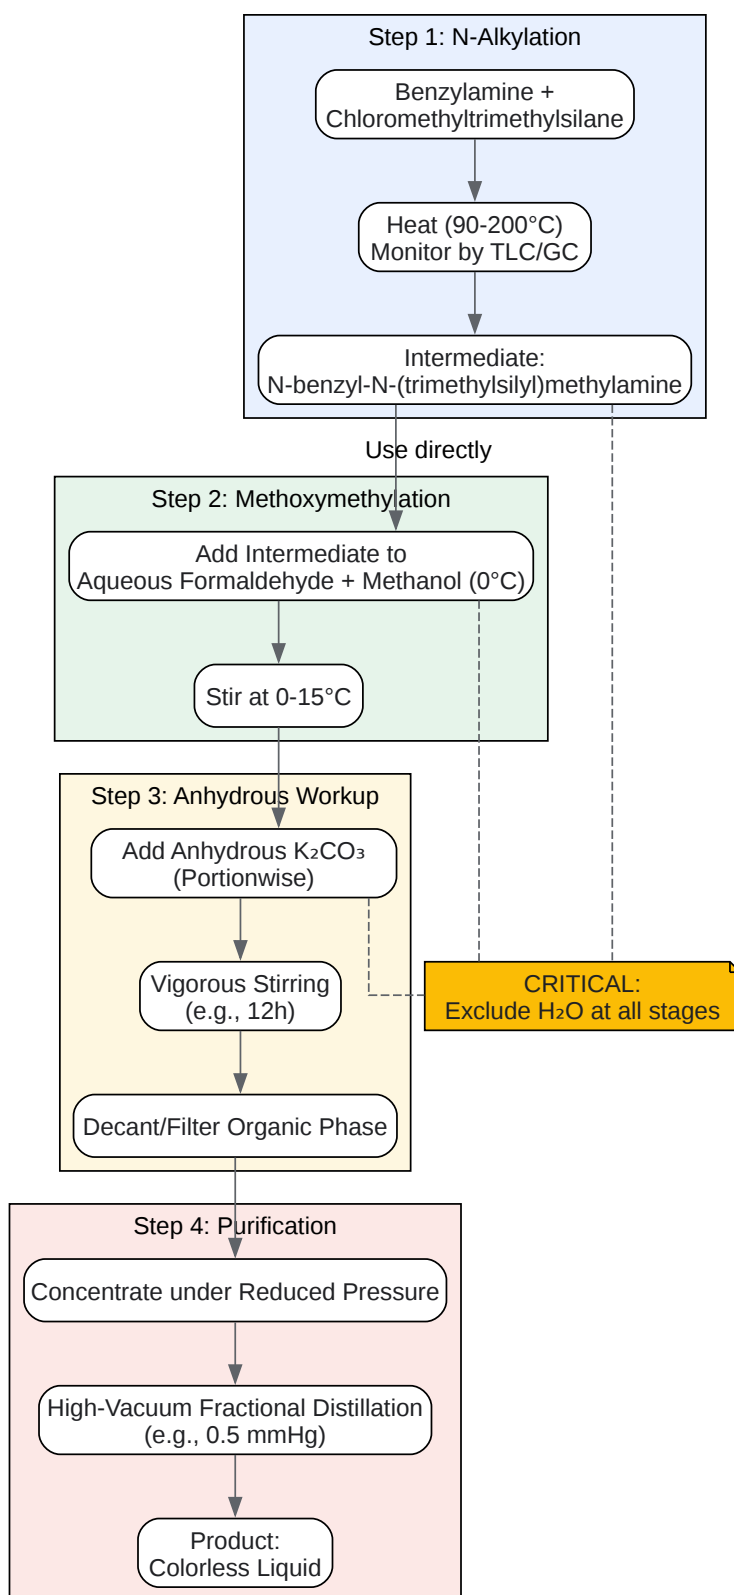 Step 1: N-Alkylation
Benzylamine +
Chloromethyltrimethylsilane
Heat (90-200°C)
Monitor by TLC/GC
Intermediate:
N-benzyl-N-(trimethylsilyl)methylamine
Use directly
Step 2: Methoxymethylation
Add Intermediate to
Aqueous Formaldehyde + Methanol (0°C)
Stir at 0-15°C
Step 3: Anhydrous Workup
Add Anhydrous K₂CO₃
(Portionwise)
Vigorous Stirring
(e.g., 12h)
CRITICAL:
Exclude H₂O at all stages
Decant/Filter Organic Phase
Step 4: Purification
Concentrate under Reduced Pressure
High-Vacuum Fractional Distillation
(e.g., 0.5 mmHg)
Product:
Colorless Liquid